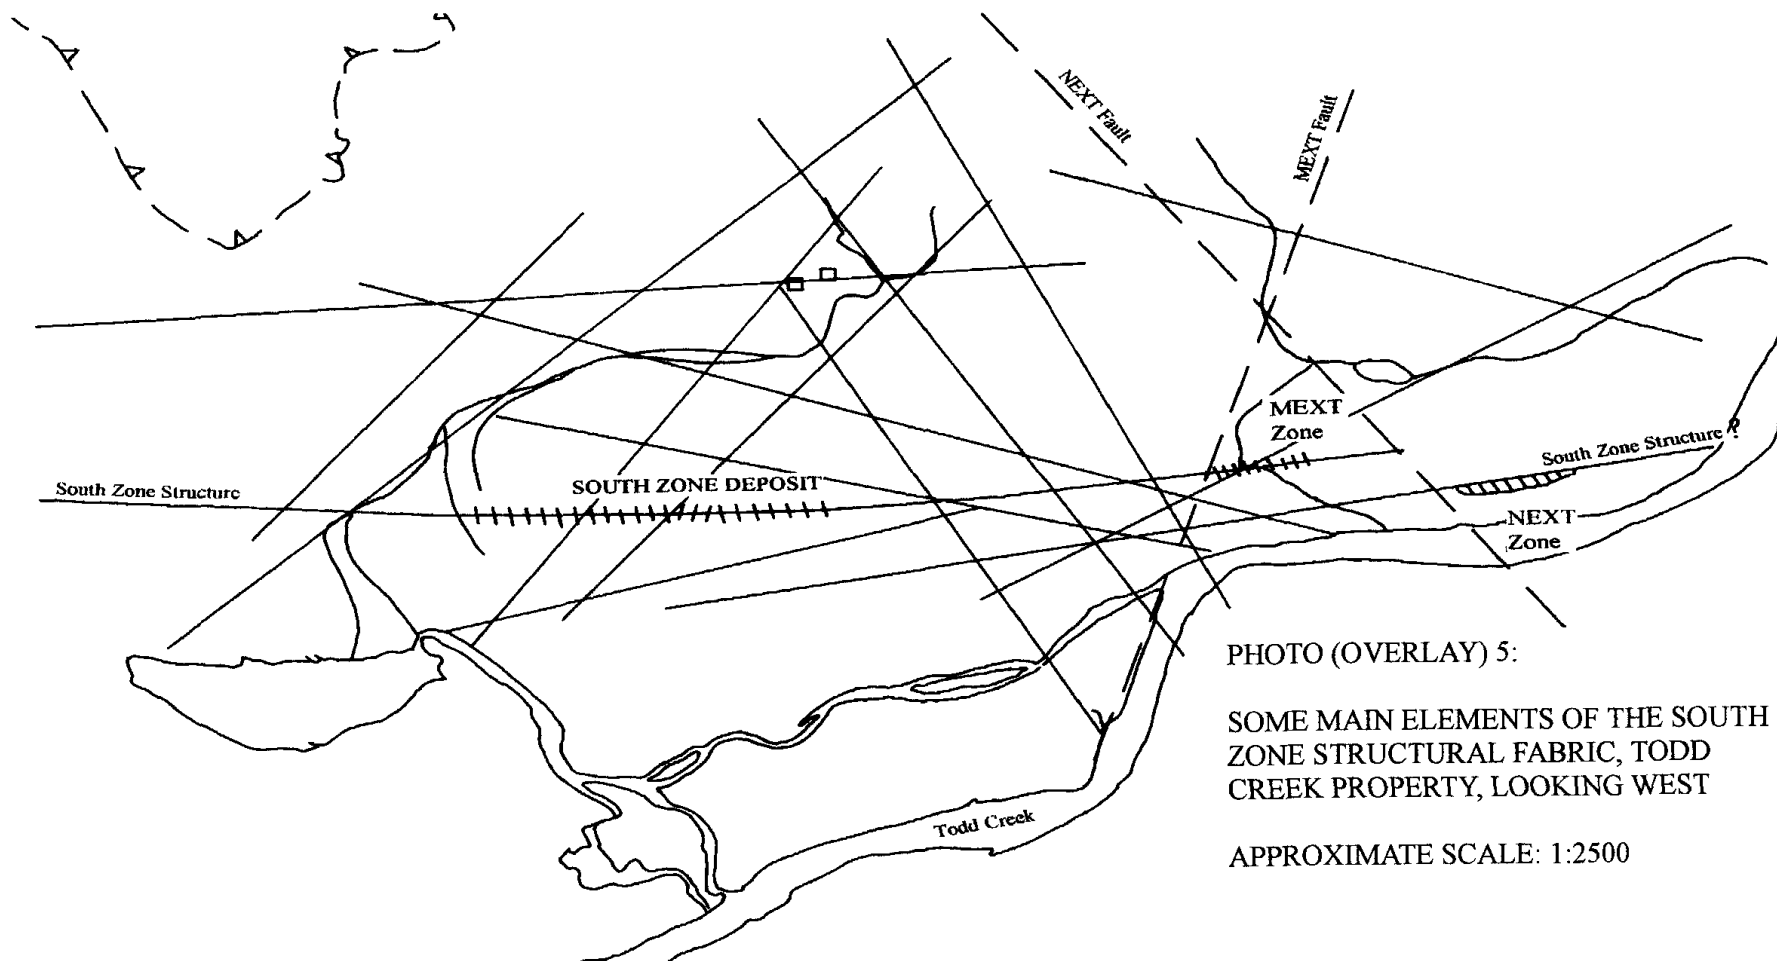 NEXT Fault
MEXT Fault
MEXT
Zone
South Zone Structure ?
South Zone Structure
SOUTH ZONE DEPOSIT
NEXT
Zone
PHOTO (OVERLAY) 5:
SOME MAIN ELEMENTS OF THE SOUTH
ZONE STRUCTURAL FABRIC, TODD
CREEK PROPERTY, LOOKING WEST
Todd Creek
APPROXIMATE SCALE: 1:2500